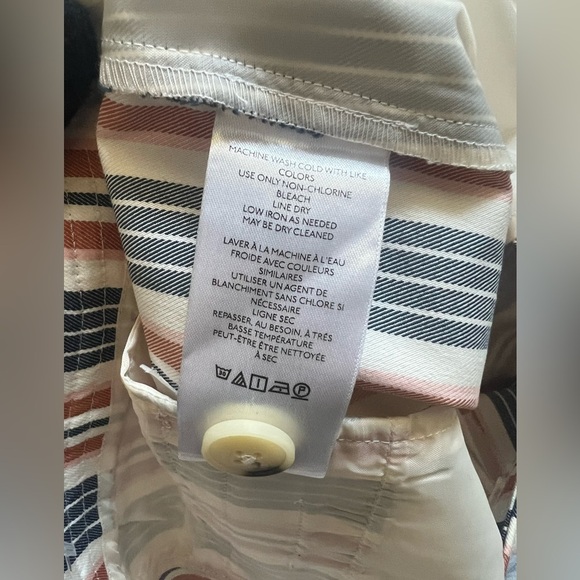 MACHINE WASH COLD WITH LIKE
COLORS
USE ONLY NON-CHLORINE
BLEACH
LINE DRY
LOW IRON AS NEEDED
MAY BE DRY CLEANED
LAVER À LA MACHINE À L'EAU
FROIDE AVEC COULEURS
SIMILAIRES
UTILISER UN AGENT DE
BLANCHIMENT SANS CHLORE SI
NÉCESSAIRE
LIGNE SEC
REPASSER, AU BESOIN, À TRÈS
BASSE TEMPÉRATURE
PEUT-ÊTRE ÊTRE NETTOYÉE
À SEC